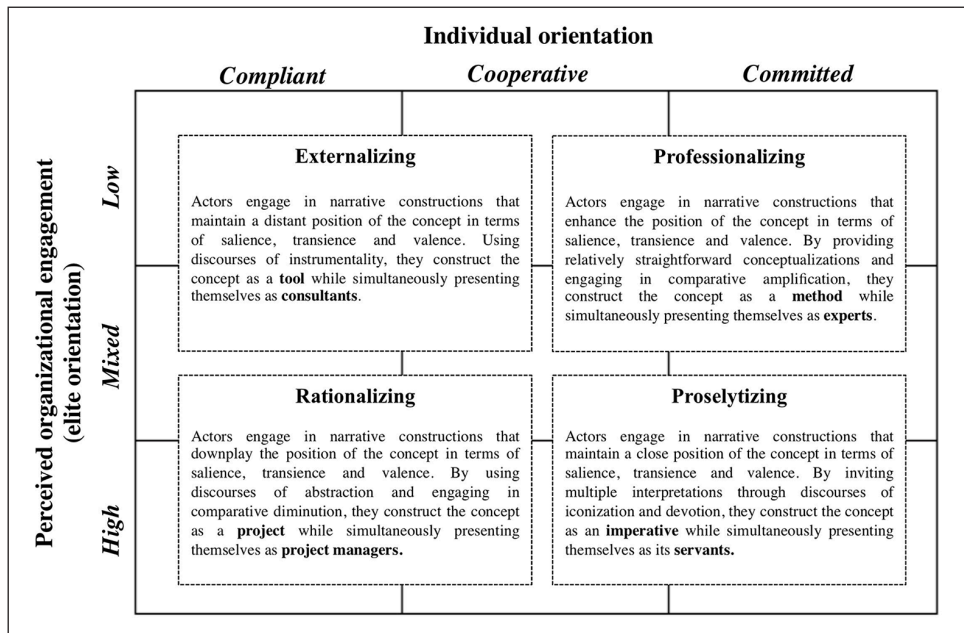 Individual orientation
Compliant
Cooperative
Committed
Perceived organizational engagement
(elite orientation)
Low
Mixed
High
Externalizing
Actors engage in narrative constructions that
maintain a distant position of the concept in terms
of salience, transience and valence. Using
discourses of instrumentality, they construct the
concept as a tool while simultaneously presenting
themselves as consultants.
Professionalizing
Actors engage in narrative constructions that
enhance the position of the concept in terms of
salience, transience and valence. By providing
relatively straightforward conceptualizations and
engaging in comparative amplification, they
construct the concept as a method while
simultaneously presenting themselves as experts.
Rationalizing
Actors engage in narrative constructions that
downplay the position of the concept in terms of
salience, transience and valence. By using
discourses of abstraction and engaging in
comparative diminution, they construct the concept
as a project while simultaneously presenting
themselves as project managers.
Proselytizing
Actors engage in narrative constructions that
maintain a close position of the concept in terms of
salience, transience and valence. By inviting
multiple interpretations through discourses of
iconization and devotion, they construct the concept
as an imperative while simultaneously presenting
themselves as its servants.